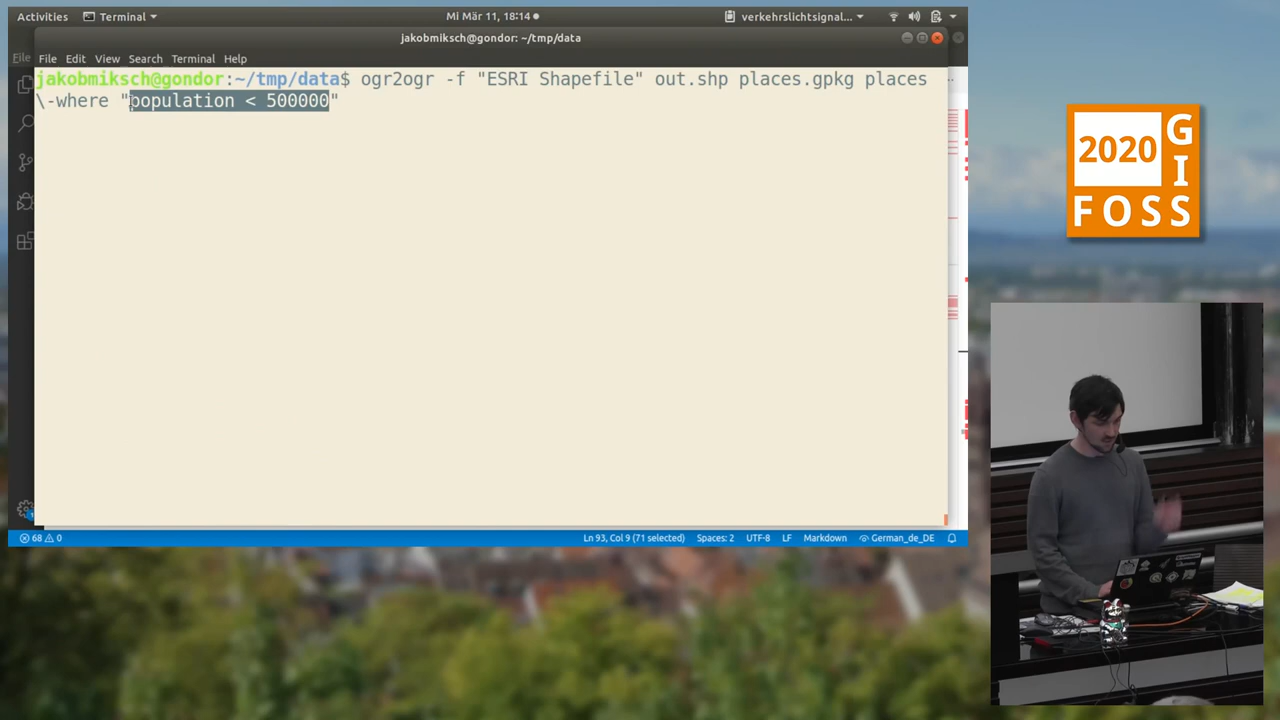 Activities
Terminal
Mi Mär 11, 18:14
verkehrslichtsignal...
jakobmiksch@gondor: ~/tmp/data
File
File Edit View Search Terminal Help
jakobmiksch@gondor:~/tmp/data$ ogr2ogr -f "ESRI Shapefile" out.shp places.gpkg places
\-where "population < 500000"
68 0
Ln 93, Col 9 (71 selected)
Spaces: 2
UTF-8
LF
Markdown
German_de_DE
2020
G
I
FOSS